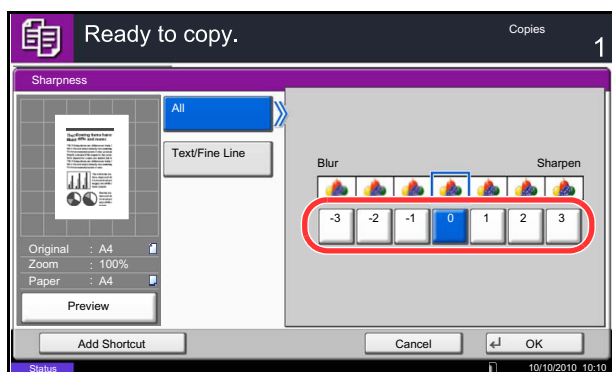 Ready to copy.
Copies
1
Sharpness
All
Text/Fine Line
Blur Sharpen
-3 -2 -1 0 1 2 3
Original : A4
Zoom : 100%
Paper : A4
Preview
Add Shortcut
Cancel
OK
Status
10/10/2010 10:10